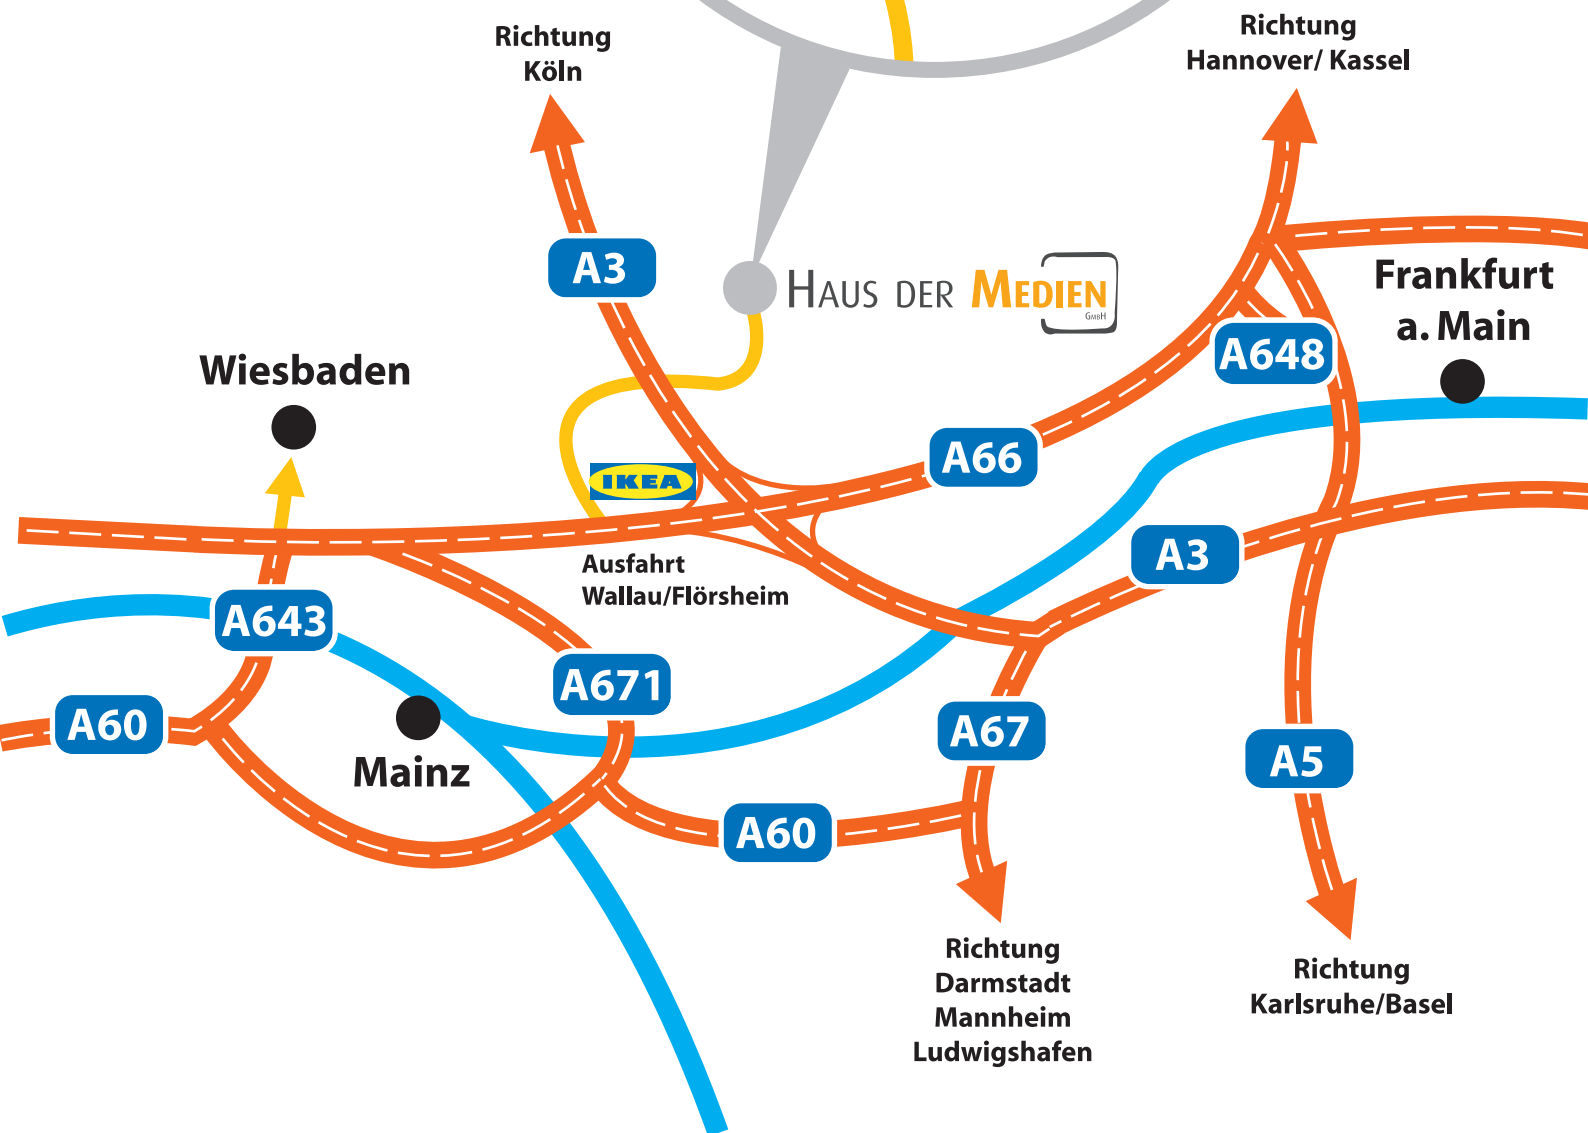 Richtung
Köln
Richtung
Hannover/ Kassel
A3
HAUS DER MEDIEN
GMBH
Frankfurt
a. Main
A648
Wiesbaden
A66
IKEA
Ausfahrt
Wallau/Flörsheim
A3
A643
A671
A60
Mainz
A67
A5
A60
Richtung
Darmstadt
Mannheim
Ludwigshafen
Richtung
Karlsruhe/Basel